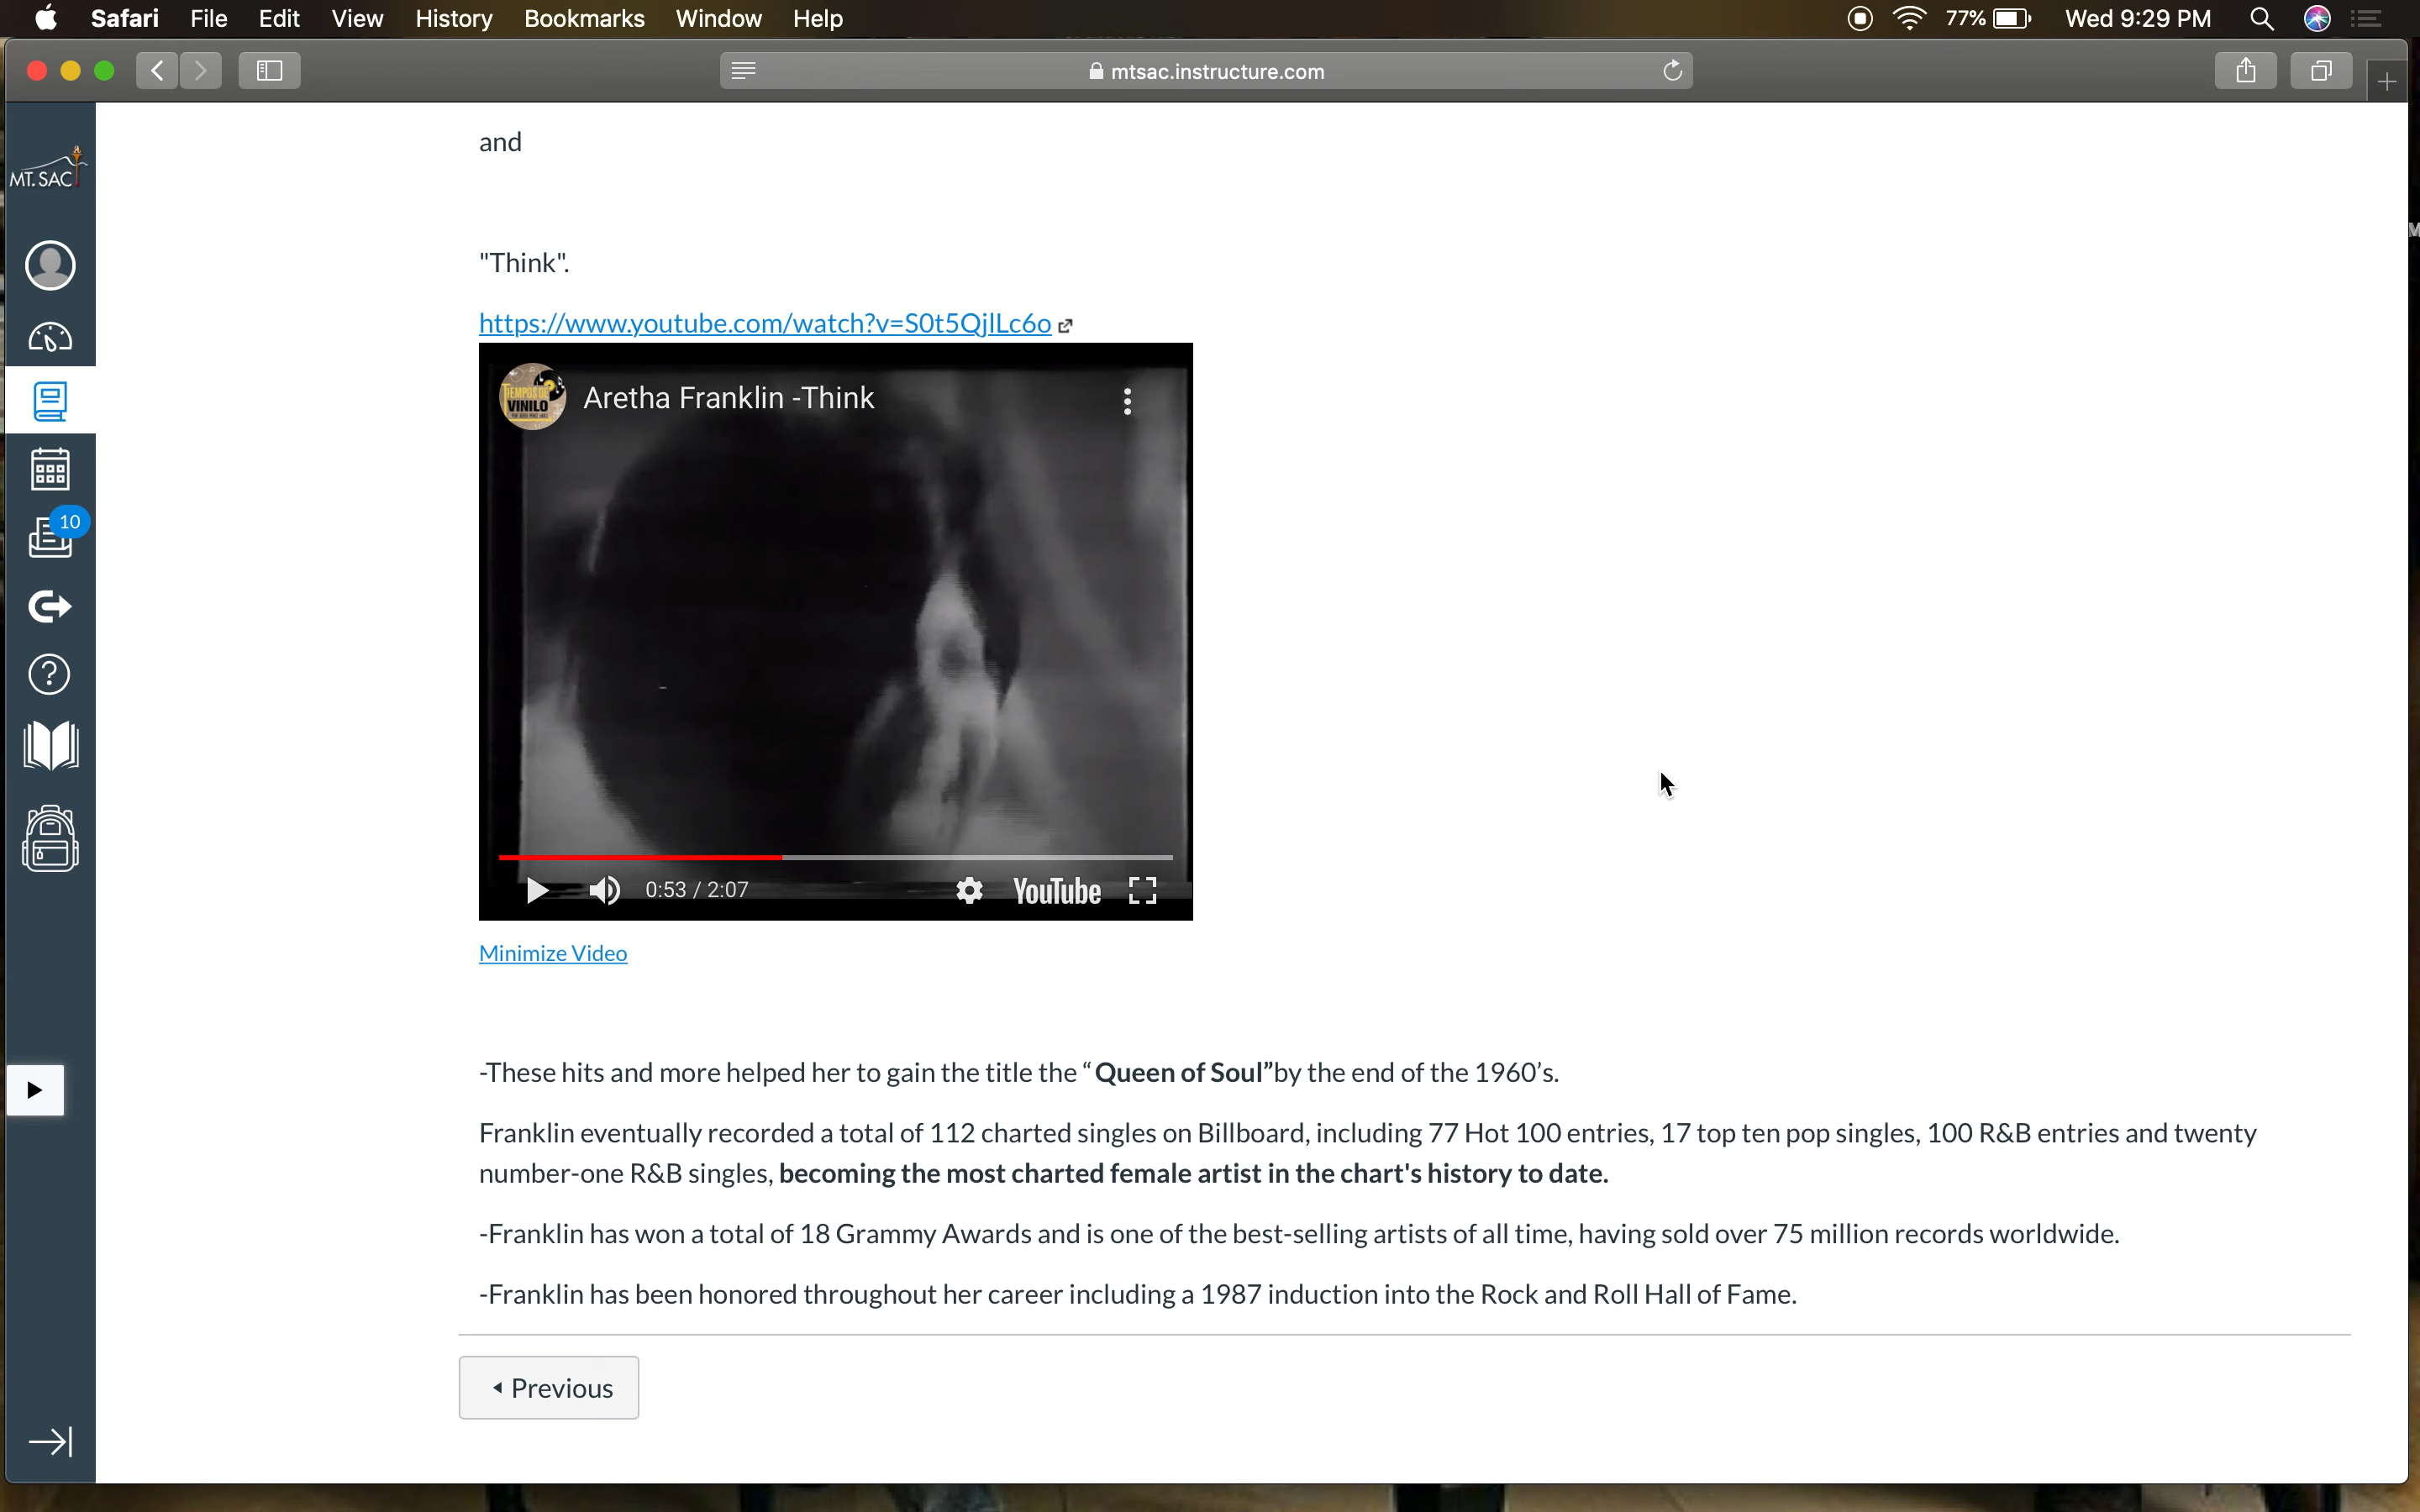 Safari File Edit View History Bookmarks Window Help 77% Wed 9:29 PM
mtsac.instructure.com
MT. SAC
and
"Think".
https://www.youtube.com/watch?v=S0t5QjlLc6o
TIEMPOS DE VINILO
Aretha Franklin -Think
10
0:53 / 2:07 YouTube
Minimize Video
-These hits and more helped her to gain the title the “Queen of Soul”by the end of the 1960’s.
Franklin eventually recorded a total of 112 charted singles on Billboard, including 77 Hot 100 entries, 17 top ten pop singles, 100 R&B entries and twenty
number-one R&B singles, becoming the most charted female artist in the chart's history to date.
-Franklin has won a total of 18 Grammy Awards and is one of the best-selling artists of all time, having sold over 75 million records worldwide.
-Franklin has been honored throughout her career including a 1987 induction into the Rock and Roll Hall of Fame.
Previous